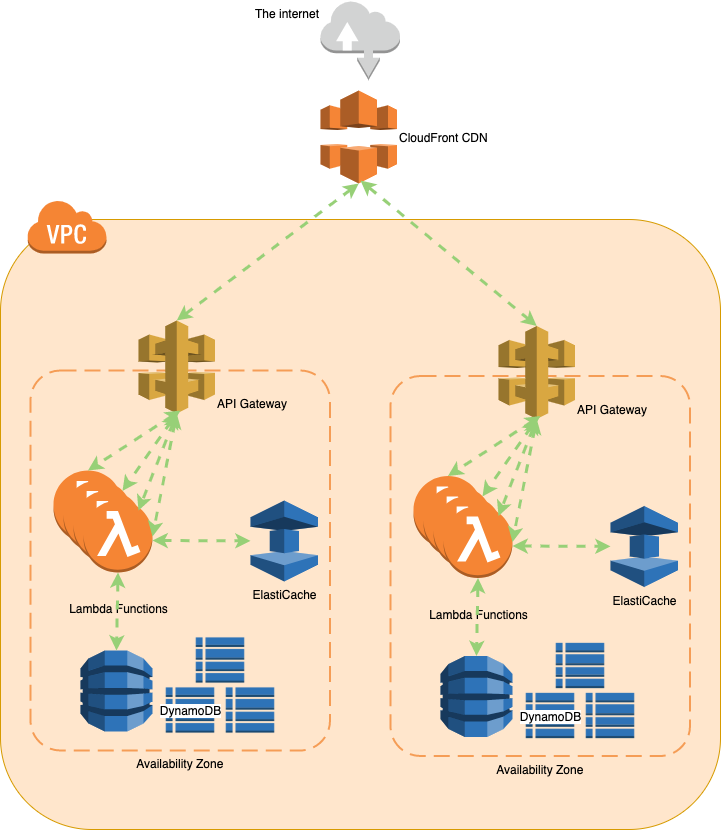 The internet
CloudFront CDN
VPC
API Gateway
API Gateway
ElastiCache
ElastiCache
Lambda Functions
Lambda Functions
DynamoDB
DynamoDB
Availability Zone
Availability Zone